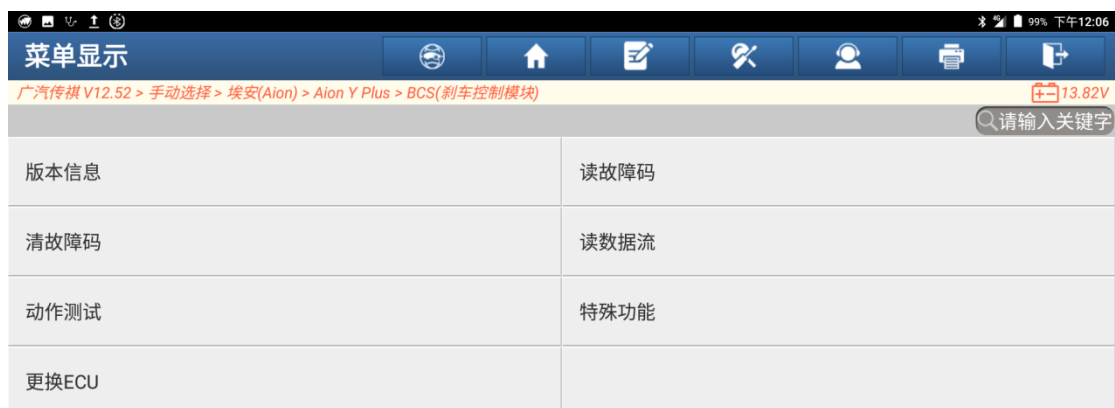 4G 99% 下午12:06
菜单显示
广汽传祺 V12.52 > 手动选择 > 埃安(Aion) > Aion Y Plus > BCS(刹车控制模块) 13.82V
请输入关键字
版本信息 读故障码
清故障码 读数据流
动作测试 特殊功能
更换ECU